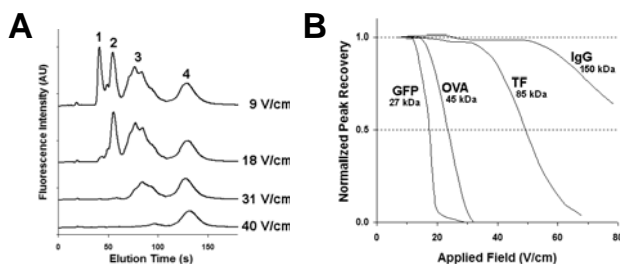 A
Fluorescence Intensity (AU)
1
2
3
4
9 V/cm
18 V/cm
31 V/cm
40 V/cm
0
50
100
150
Elution Time (s)
B
Normalized Peak Recovery
1.0
0.5
0.0
GFP
27 kDa
OVA
45 kDa
TF
85 kDa
IgG
150 kDa
0
20
40
60
80
Applied Field (V/cm)